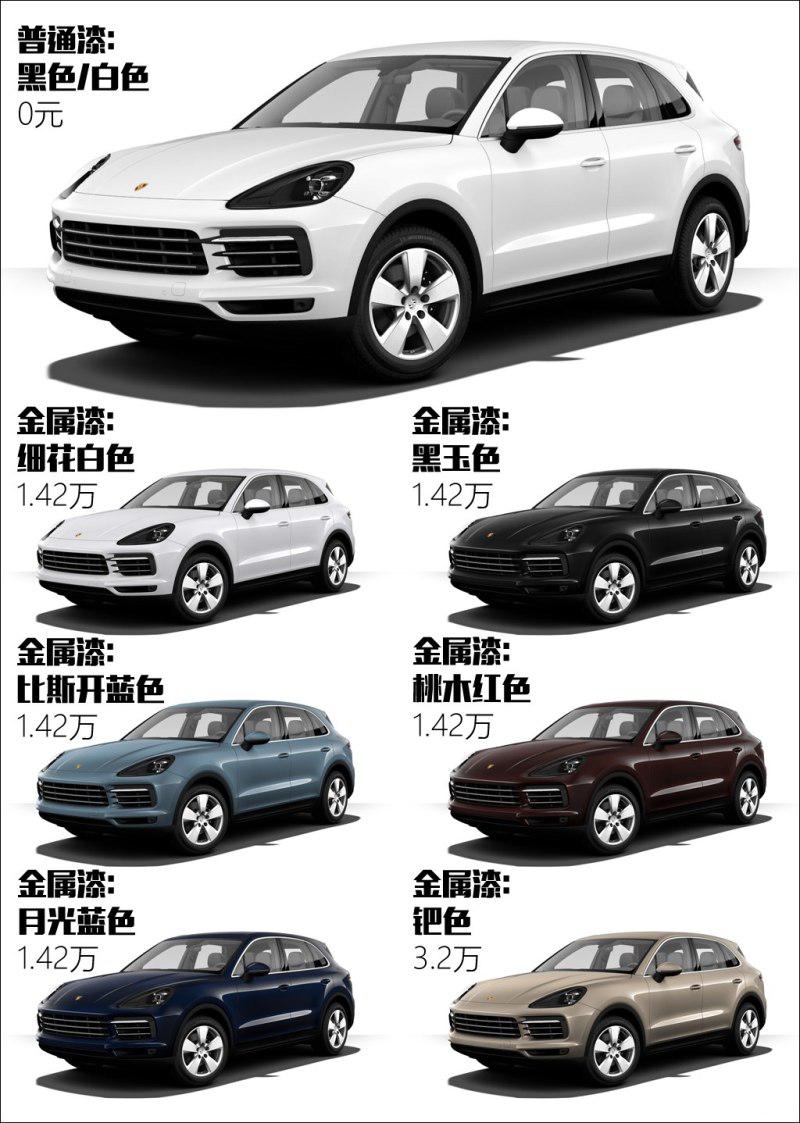 普通漆:
黑色/白色
0元
金属漆:
细花白色
1.42万
金属漆:
黑玉色
1.42万
金属漆:
比斯开蓝色
1.42万
金属漆:
桃木红色
1.42万
金属漆:
月光蓝色
1.42万
金属漆:
钯色
3.2万